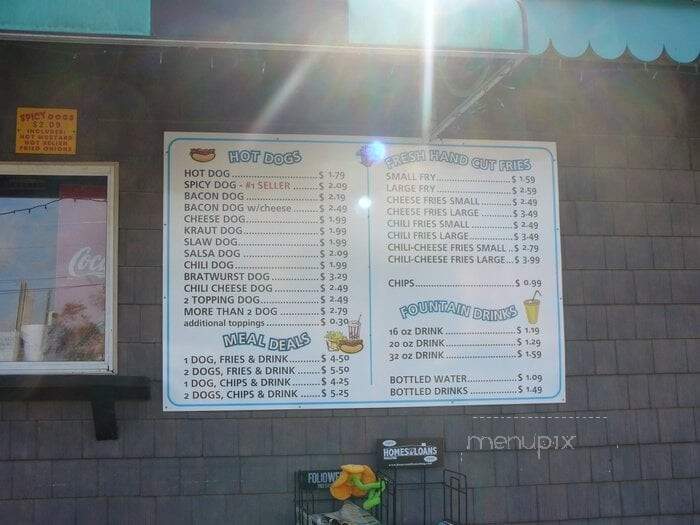 SPICY DOGS
$2.09
INCLUDES:
HOT MUSTARD
HOT RELISH
FRIED ONIONS
Coca
HOT DOGS
HOT DOG $ 1.79
SPICY DOG - #1 SELLER $ 2.09
BACON DOG $ 2.19
BACON DOG w/cheese $ 2.49
CHEESE DOG $ 1.99
KRAUT DOG $ 1.99
SLAW DOG $ 1.99
SALSA DOG $ 2.09
CHILI DOG $ 1.99
BRATWURST DOG $ 3.29
CHILI CHEESE DOG $ 2.49
2 TOPPING DOG $ 2.49
MORE THAN 2 DOG $ 2.79
additional toppings $ 0.30
MEAL DEALS
1 DOG, FRIES & DRINK $ 4.50
2 DOGS, FRIES & DRINK $ 5.50
1 DOG, CHIPS & DRINK $ 4.25
2 DOGS, CHIPS & DRINK $ 5.25
FRESH HAND CUT FRIES
SMALL FRY $ 1.59
LARGE FRY $ 2.59
CHEESE FRIES SMALL $ 2.49
CHEESE FRIES LARGE $ 3.49
CHILI FRIES SMALL $ 2.49
CHILI FRIES LARGE $ 3.49
CHILI-CHEESE FRIES SMALL $ 2.79
CHILI-CHEESE FRIES LARGE $ 3.99
CHIPS $ 0.99
FOUNTAIN DRINKS
16 oz DRINK $ 1.19
20 oz DRINK $ 1.29
32 oz DRINK $ 1.59
BOTTLED WATER $ 1.09
BOTTLED DRINKS $ 1.49
menupix
HOMES&LOANS